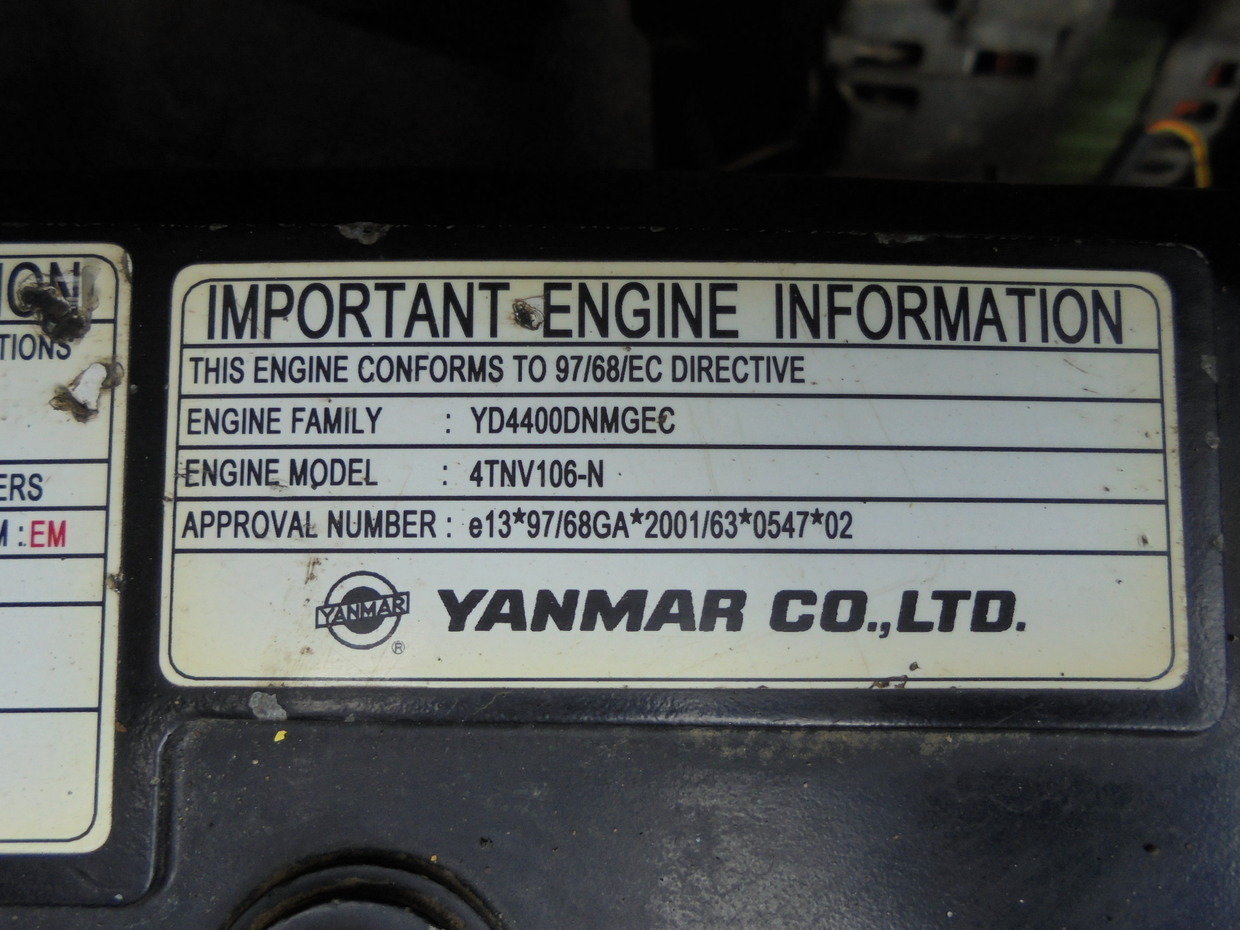 TIONS
ERS
M : EM
IMPORTANT ENGINE INFORMATION
THIS ENGINE CONFORMS TO 97/68/EC DIRECTIVE
ENGINE FAMILY : YD4400DNMGEC
ENGINE MODEL : 4TNV106-N
APPROVAL NUMBER : e13*97/68GA*2001/63*0547*02
YANMAR ® YANMAR CO.,LTD.